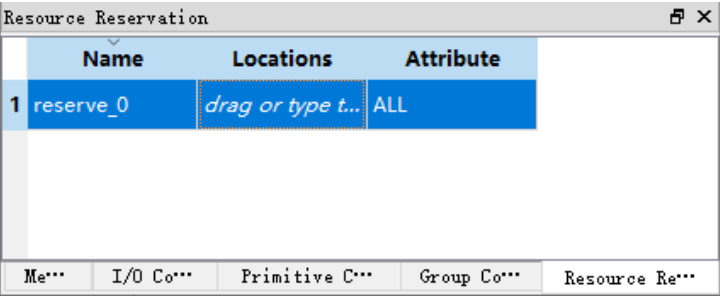 Resource Reservation
Name Locations Attribute
1 reserve_0 drag or type t... ALL
Me··· I/O Co··· Primitive C··· Group Co··· Resource Re···